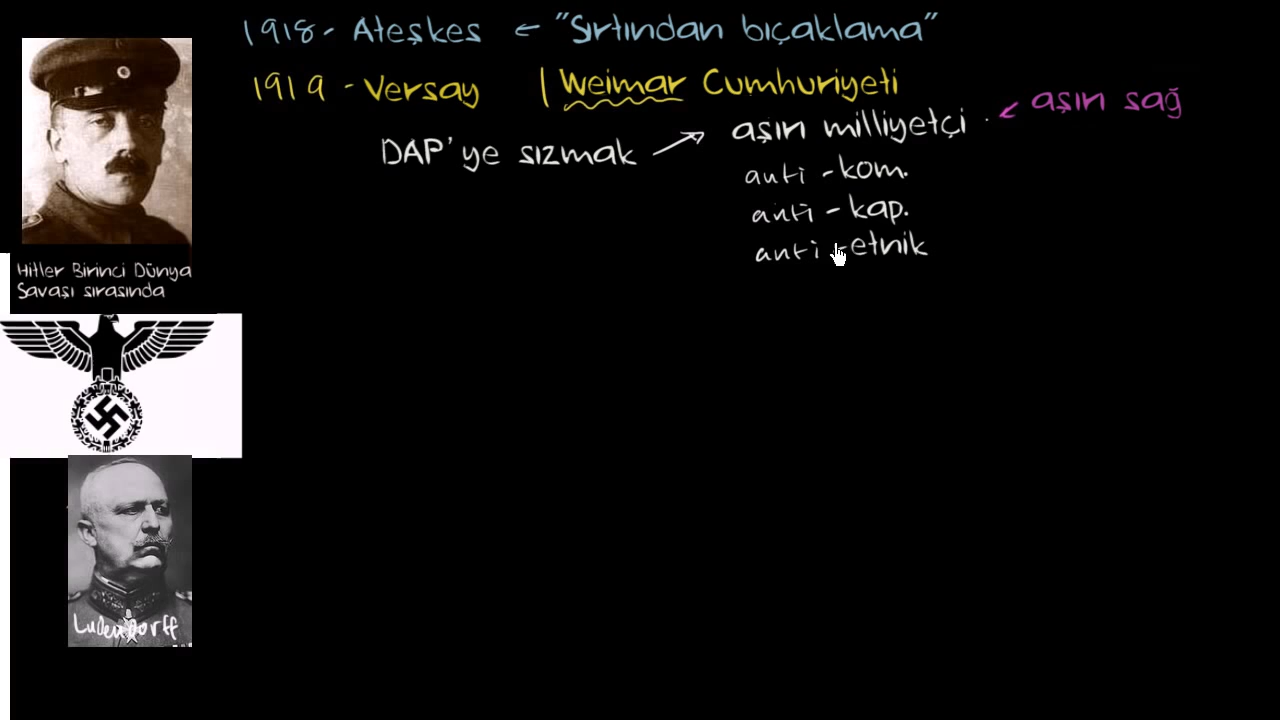 1918 - Ateşkes ← "Sırtından bıçaklama"
1919 - Versay | Weimar Cumhuriyeti
aşırı sağ
DAP'ye sızmak → aşırı milliyetçi
anti - kom.
anti - kap.
anti - etnik
Hitler Birinci Dünya
Savaşı sırasında
Ludendorff